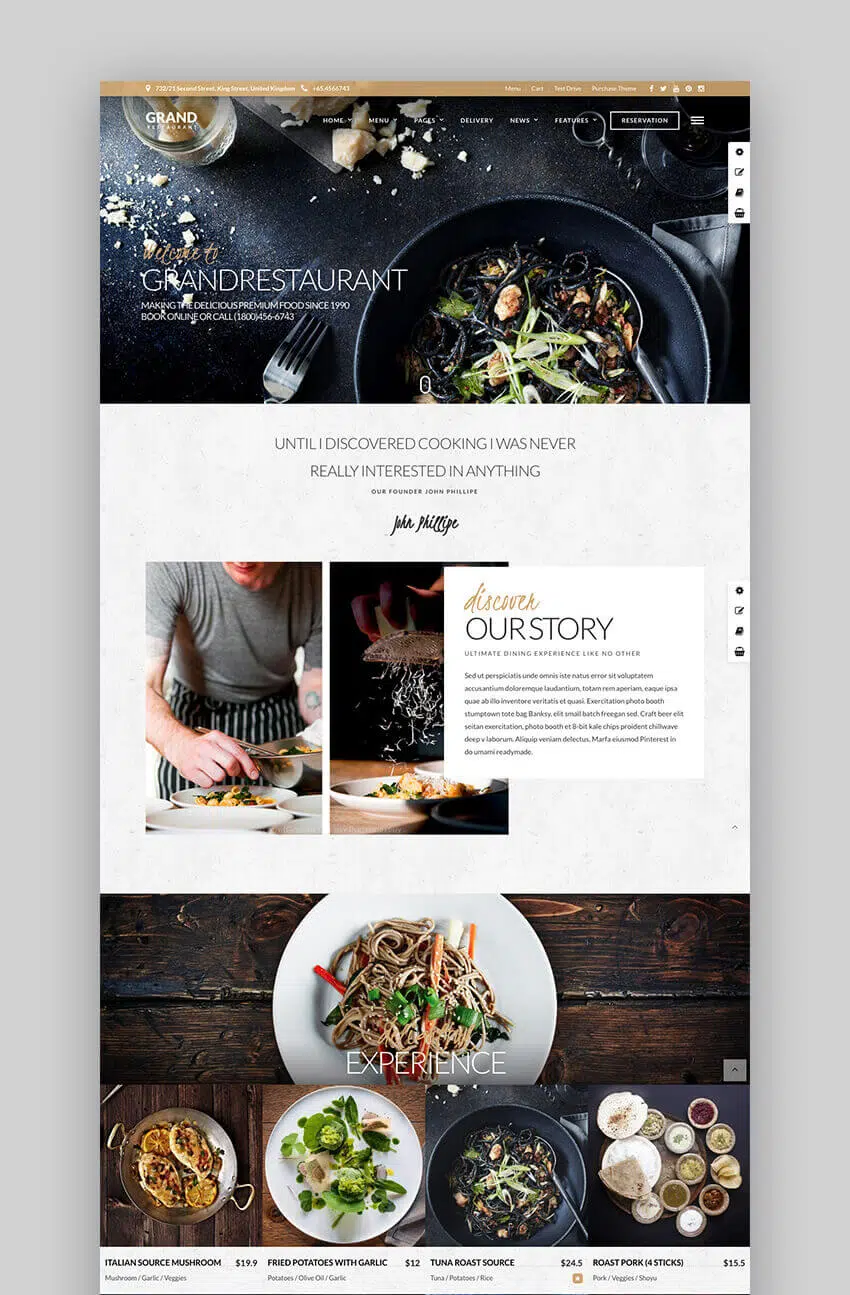 732/21 Second Street, King Street, United Kingdom +65.4566743
Menu Cart Test Drive Purchase Theme
GRAND
RESTAURANT
HOME MENU PAGES DELIVERY NEWS FEATURES RESERVATION
Welcome to
GRANDRESTAURANT
MAKING THE DELICIOUS PREMIUM FOOD SINCE 1990
BOOK ONLINE OR CALL (1800)456-6743
UNTIL I DISCOVERED COOKING I WAS NEVER
REALLY INTERESTED IN ANYTHING
OUR FOUNDER JOHN PHILLIPE
John Phillipe
discover
OUR STORY
ULTIMATE DINING EXPERIENCE LIKE NO OTHER
Sed ut perspiciatis unde omnis iste natus error sit voluptatem
accusantium doloremque laudantium, totam rem aperiam, eaque ipsa
quae ab illo inventore veritatis et quasi. Exercitation photo booth
stumptown tote bag Banksy, elit small batch freegan sed. Craft beer elit
seitan exercitation, photo booth et 8-bit kale chips proident chillwave
deep v laborum. Aliquip veniam delectus, Marfa eiusmod Pinterest in
do umami readymade.
EXPERIENCE
ITALIAN SOURCE MUSHROOM $19.9
Mushroom / Garlic / Veggies
FRIED POTATOES WITH GARLIC $12
Potatoes / Olive Oil / Garlic
TUNA ROAST SOURCE $24.5
Tuna / Potatoes / Rice
ROAST PORK (4 STICKS) $15.5
Pork / Veggies / Shoyu